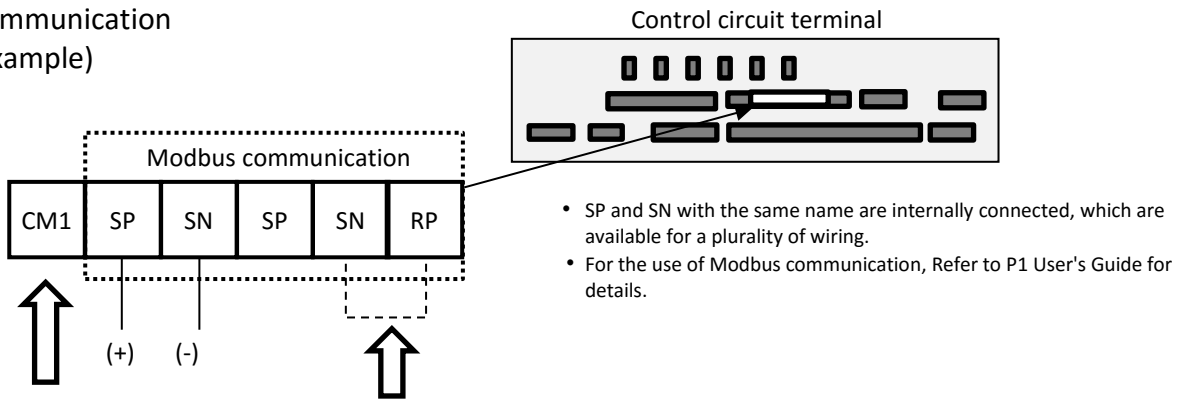 Control circuit terminal
Modbus communication
CM1 SP SN SP SN RP
(+) (-)
• SP and SN with the same name are internally connected, which are
available for a plurality of wiring.
• For the use of Modbus communication, Refer to P1 User's Guide for
details.